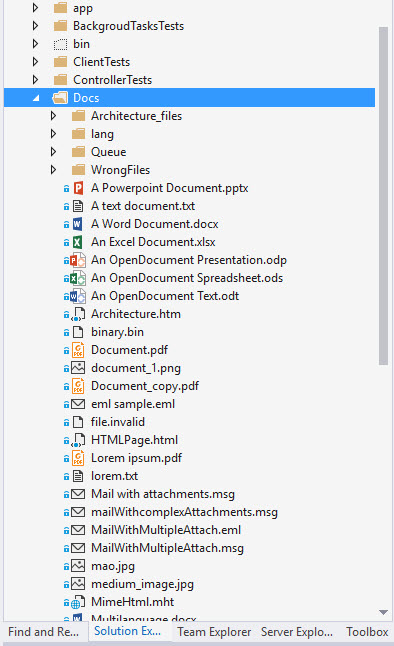 app
BackgroudTasksTests
bin
ClientTests
ControllerTests
Docs
Architecture_files
lang
Queue
WrongFiles
A Powerpoint Document.pptx
A text document.txt
A Word Document.docx
An Excel Document.xlsx
An OpenDocument Presentation.odp
An OpenDocument Spreadsheet.ods
An OpenDocument Text.odt
Architecture.htm
binary.bin
Document.pdf
document_1.png
Document_copy.pdf
eml sample.eml
file.invalid
HTMLPage.html
Lorem ipsum.pdf
lorem.txt
Mail with attachments.msg
mailWithcomplexAttachments.msg
MailWithMultipleAttach.eml
MailWithMultipleAttach.msg
mao.jpg
medium_image.jpg
MimeHtml.mht
Multilanguage.docx
Find and Re... Solution Ex... Team Explorer Server Explo... Toolbox